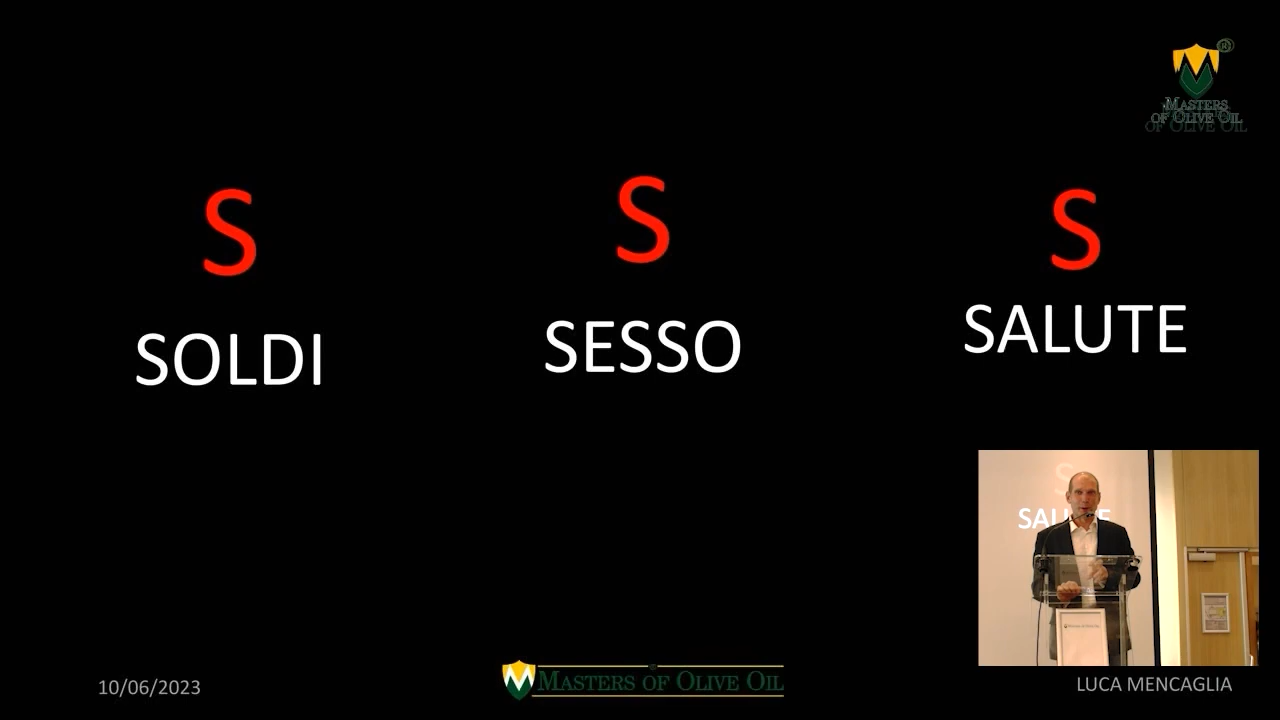 ®
MASTERS
OF OLIVE OIL
S
S
S
SOLDI
SESSO
SALUTE
S
10/06/2023
MASTERS OF OLIVE OIL
LUCA MENCAGLIA